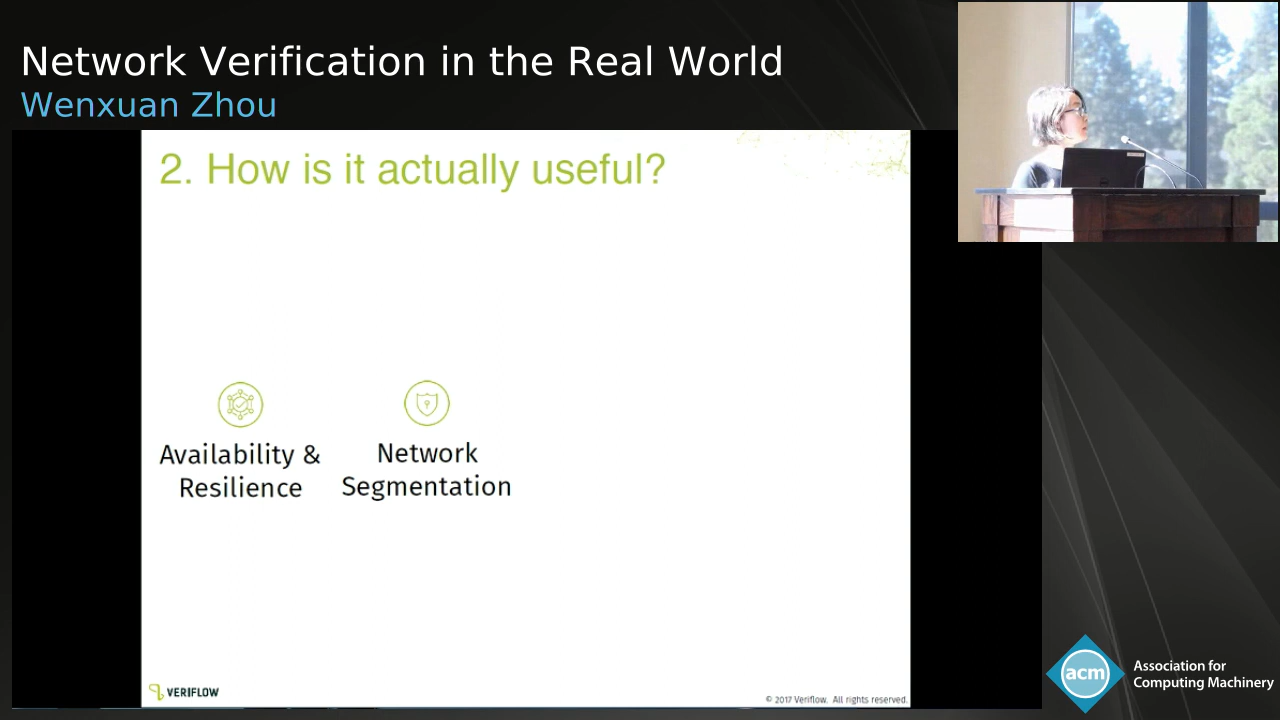 Network Verification in the Real World
Wenxuan Zhou
2. How is it actually useful?
Availability &
Resilience
Network
Segmentation
VERIFLOW
© 2017 Veriflow. All rights reserved.
acm
Association for
Computing Machinery